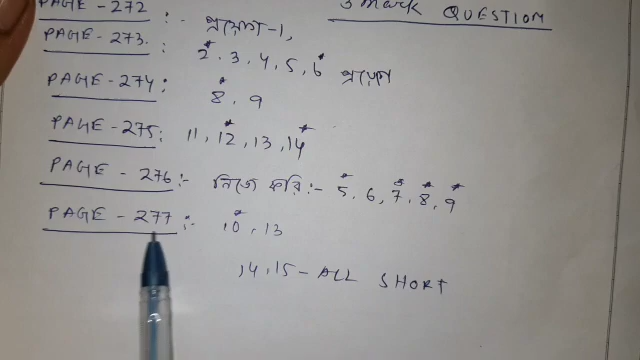 PAGE-272 :- প্রয়োগ-1, 3 mark QUESTION
PAGE-273. : 2*, 3, 4, 5, 6* প্রয়োগ
PAGE-274 : 8*, 9
PAGE-275 : 11, 12*, 13, 14*
PAGE-276 :- নিজে করি :- 5*, 6, 7*, 8*, 9*
PAGE-277 :- 10*, 13
14, 15 - ALL SHORT